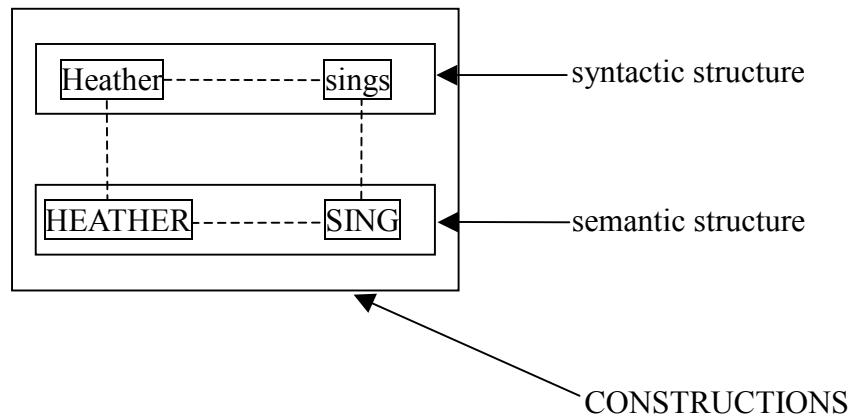 Heather sings syntactic structure
HEATHER SING semantic structure
CONSTRUCTIONS